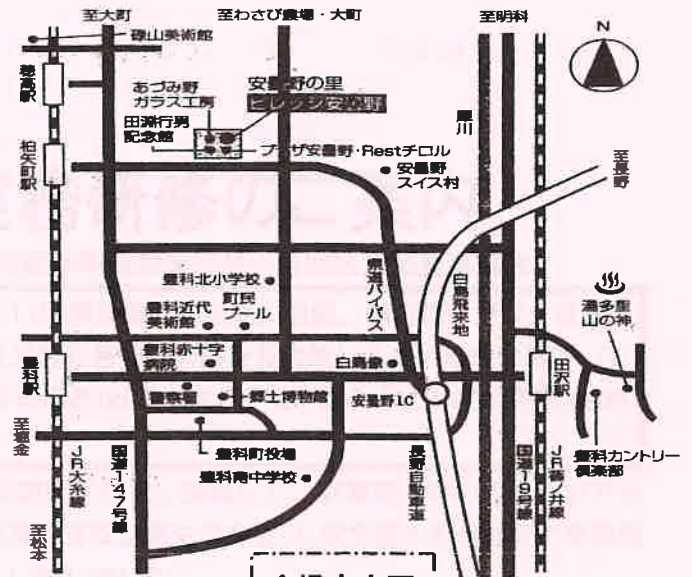 至大町
至わさび農場・大町
至明科
碌山美術館
N
穂高駅
あづみ野
ガラス工房
安曇野の里
ビレッジ安曇野
田淵行男
記念館
プラザ安曇野・Restチロル
犀川
至長野
柏矢町駅
安曇野
スイス村
県道バイパス
白鳥飛来地
豊科北小学校
豊科近代
美術館
町民
プール
湯多里
山の神
豊科駅
豊科赤十字
病院
白鳥像
田沢駅
警察署
郷土博物館
安曇野IC
至堀金
豊科町役場
豊科南中学校
豊科カントリー
倶楽部
JR大糸線
国道147号線
長野自動車道
国道19号線
JR篠ノ井線
至松本